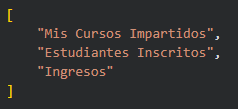 [
"Mis Cursos Impartidos",
"Estudiantes Inscritos",
"Ingresos"
]